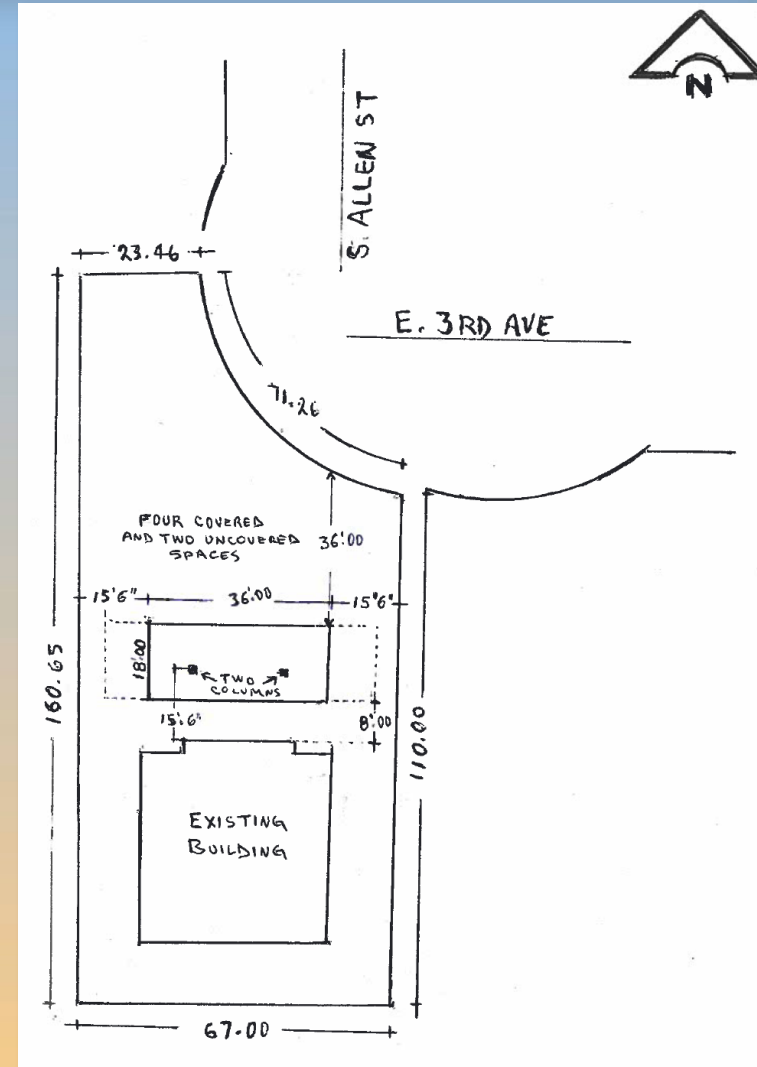 N
S. ALLEN ST
23.46
E. 3RD AVE
71.26
FOUR COVERED
AND TWO UNCOVERED
SPACES
36'.00
15'6"
36'.00
15'6"
18'.00
TWO
COLUMNS
15'.6"
8'.00
160.65
110.00
EXISTING
BUILDING
67.00